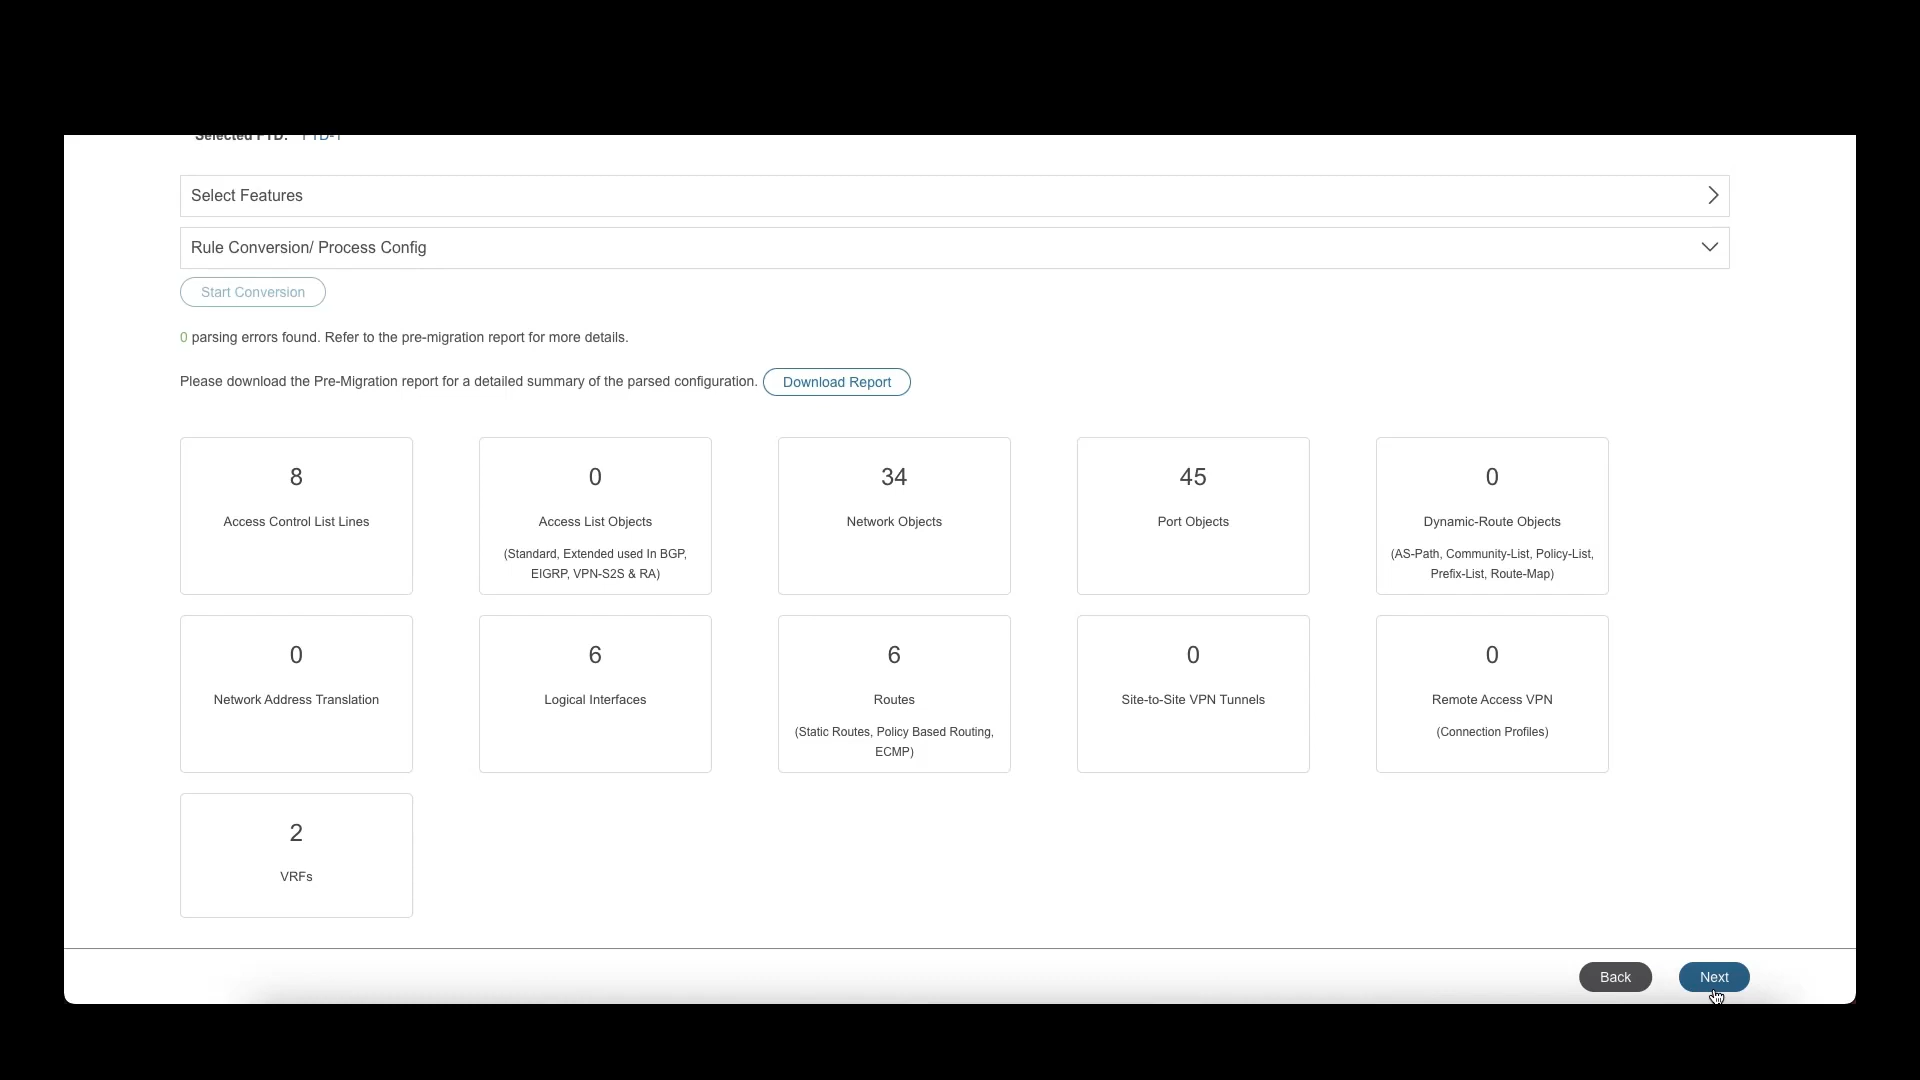 Selected FTD: FTD-1
Select Features
Rule Conversion/ Process Config
Start Conversion
0 parsing errors found. Refer to the pre-migration report for more details.
Please download the Pre-Migration report for a detailed summary of the parsed configuration. Download Report
8
Access Control List Lines
0
Access List Objects
(Standard, Extended used In BGP,
EIGRP, VPN-S2S & RA)
34
Network Objects
45
Port Objects
0
Dynamic-Route Objects
(AS-Path, Community-List, Policy-List,
Prefix-List, Route-Map)
0
Network Address Translation
6
Logical Interfaces
6
Routes
(Static Routes, Policy Based Routing,
ECMP)
0
Site-to-Site VPN Tunnels
0
Remote Access VPN
(Connection Profiles)
2
VRFs
Back Next